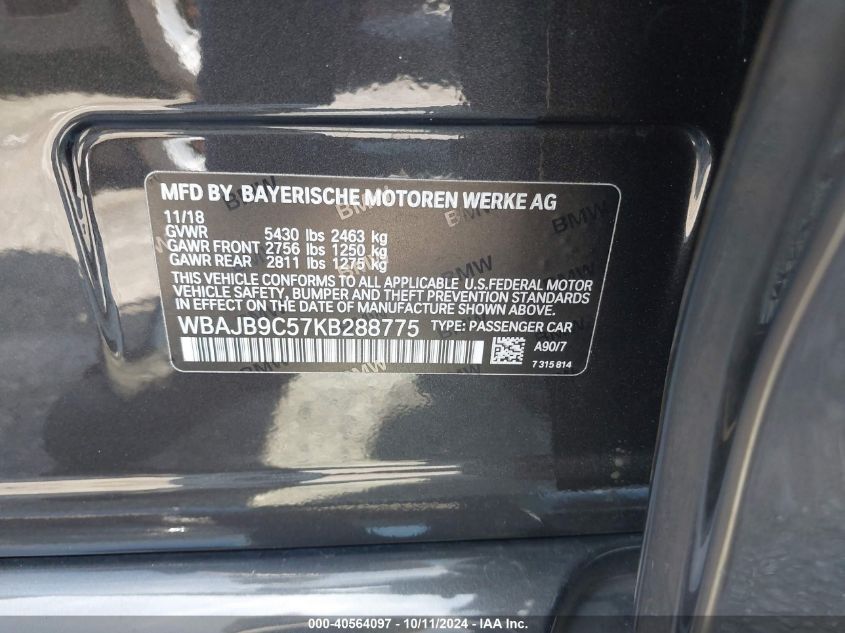 MFD BY BAYERISCHE MOTOREN WERKE AG
11/18
GVWR 5430 lbs 2463 kg
GAWR FRONT 2756 lbs 1250 kg
GAWR REAR 2811 lbs 1275 kg
THIS VEHICLE CONFORMS TO ALL APPLICABLE U.S.FEDERAL MOTOR
VEHICLE SAFETY, BUMPER AND THEFT PREVENTION STANDARDS
IN EFFECT ON THE DATE OF MANUFACTURE SHOWN ABOVE.
WBAJB9C57KB288775 TYPE: PASSENGER CAR
A90/7
7 315 814
000-40564097 - 10/11/2024 - IAA Inc.